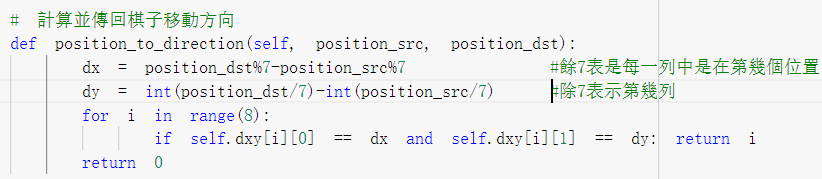 #  計算並傳回棋子移動方向
def position_to_direction(self, position_src, position_dst):
dx = position_dst%7-position_src%7 #餘7表是每一列中是在第幾個位置
dy = int(position_dst/7)-int(position_src/7) #除7表示第幾列
for i in range(8):
if self.dxy[i][0] == dx and self.dxy[i][1] == dy: return i
return 0